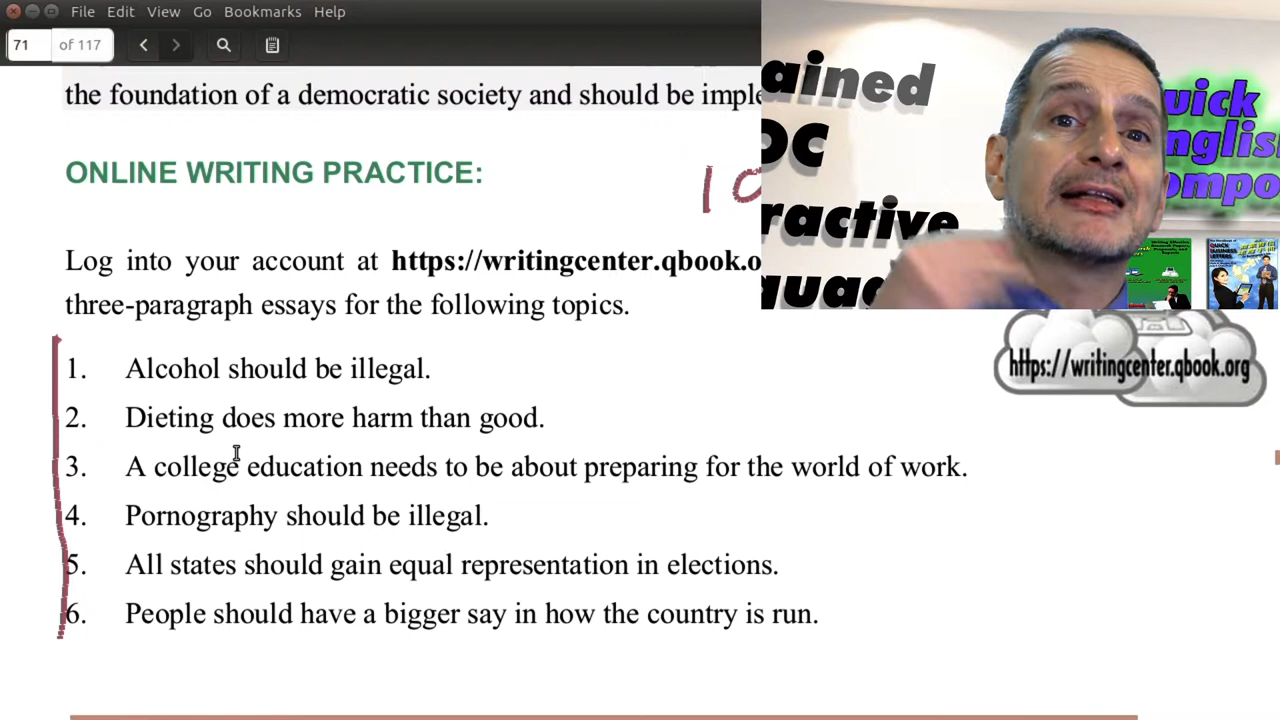 File Edit View Go Bookmarks Help
71 of 117
the foundation of a democratic society and should be
ONLINE WRITING PRACTICE:
Log into your account at https://writingcenter.qbook.o
three-paragraph essays for the following topics.
1. Alcohol should be illegal.
2. Dieting does more harm than good.
3. A college education needs to be about preparing for the world of work.
4. Pornography should be illegal.
5. All states should gain equal representation in elections.
6. People should have a bigger say in how the country is run.
https://writingcenter.qbook.org